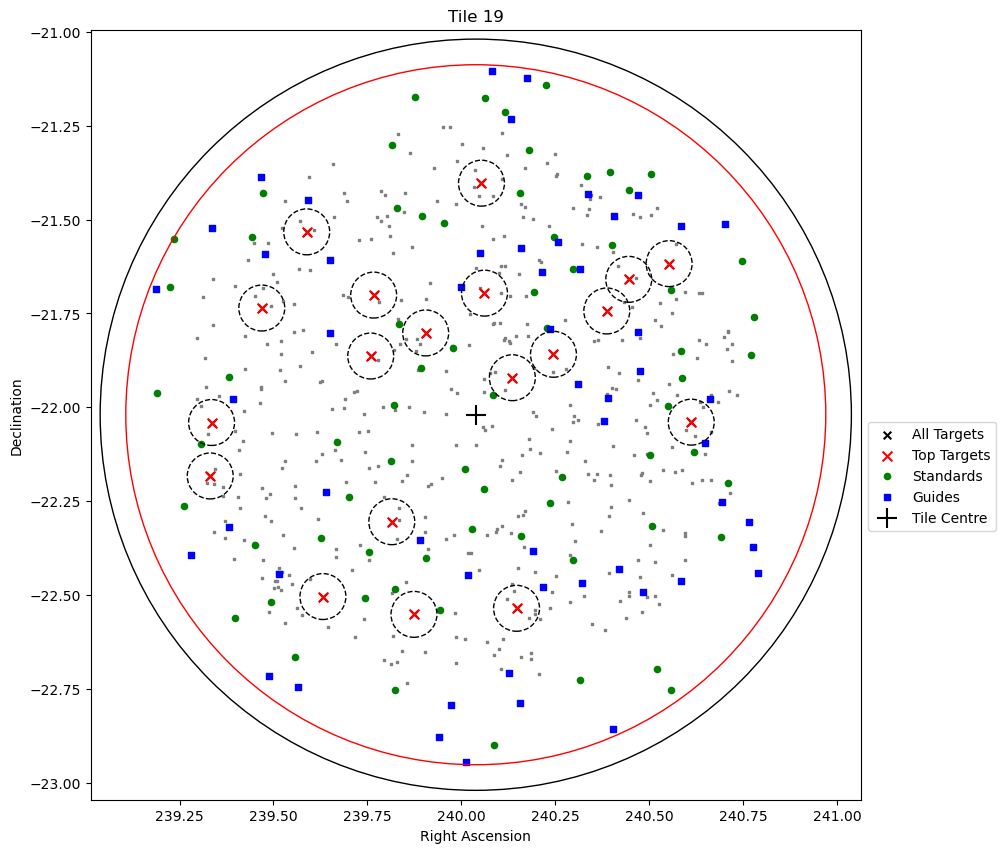 Tile 19
−21.00
−21.25
−21.50
−21.75
−22.00
−22.25
−22.50
−22.75
−23.00
Declination
239.25 239.50 239.75 240.00 240.25 240.50 240.75 241.00
Right Ascension
All Targets
Top Targets
Standards
Guides
Tile Centre